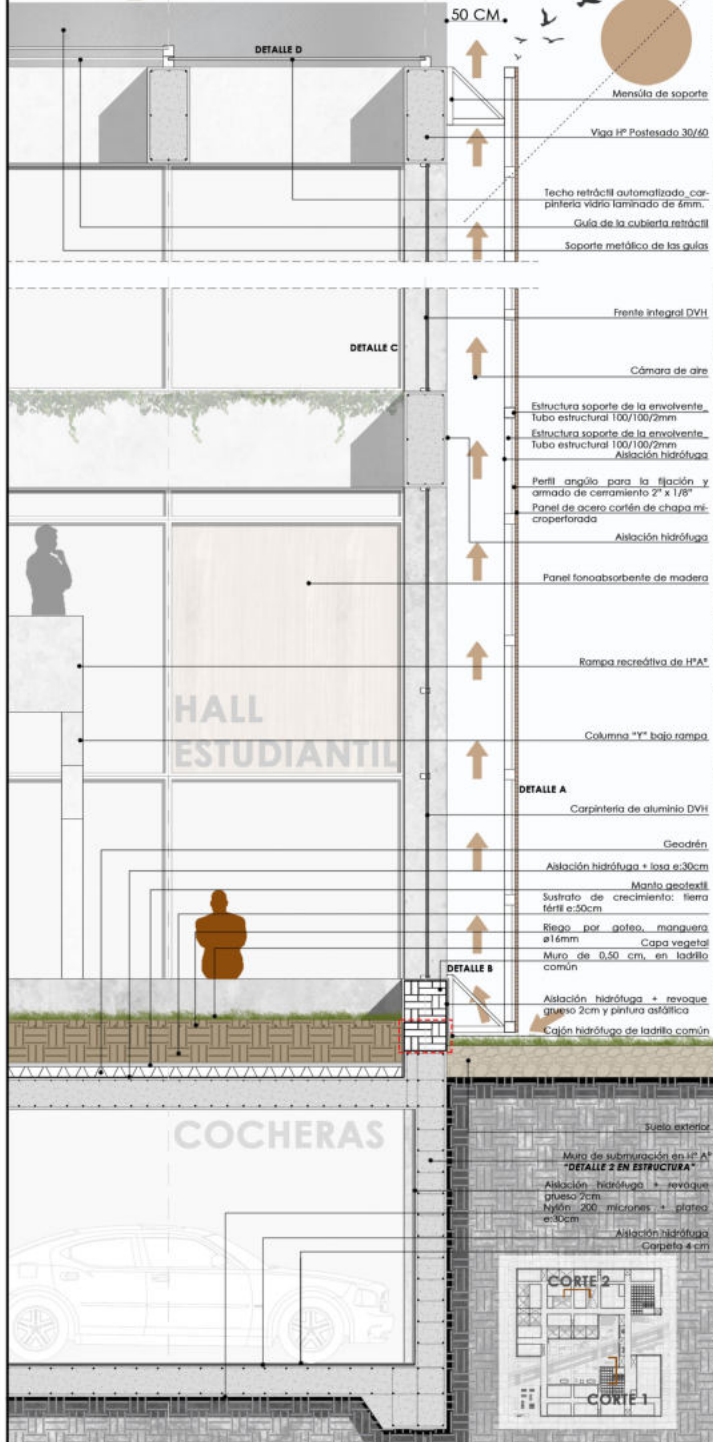 50 CM
DETALLE D
Mensúla de soporte
Viga Hº Postesado 30/60
Techo retráctil automatizado_car-
pintería vidrio laminado de 6mm.
Guía de la cubierta retráctil
Soporte metálico de las guías
Frente integral DVH
DETALLE C
Cámara de aire
Estructura soporte de la envolvente_
Tubo estructural 100/100/2mm
Estructura soporte de la envolvente_
Tubo estructural 100/100/2mm
Aislación hidrófuga
Perfil angúlo para la fijación y
armado de cerramiento 2" x 1/8"
Panel de acero cortén de chapa mi-
croperforada
Aislación hidrófuga
Panel fonoabsorbente de madera
Rampa recreátiva de HºAº
HALL
ESTUDIANTIL
Columna "Y" bajo rampa
DETALLE A
Carpinteria de aluminio DVH
Geodrén
Aislación hidrófuga + losa e:30cm
Manto geotextil
Sustrato de crecimiento: tierra
fértil e:50cm
Riego por goteo, manguera
ø16mm
Capa vegetal
Muro de 0,50 cm, en ladrillo
común
DETALLE B
Aislación hidrófuga + revoque
grueso 2cm y pintura asfáltica
Cajón hidrófugo de ladrillo común
COCHERAS
Suelo exterior
Muro de submuración en Hº Aº
"DETALLE 2 EN ESTRUCTURA"
Aislación hidrófuga + revoque
grueso 2cm
Nylón 200 micrones + platea
e:30cm
Aislación hidrófuga
Carpeta 4 cm
CORTE 2
CORTE 1